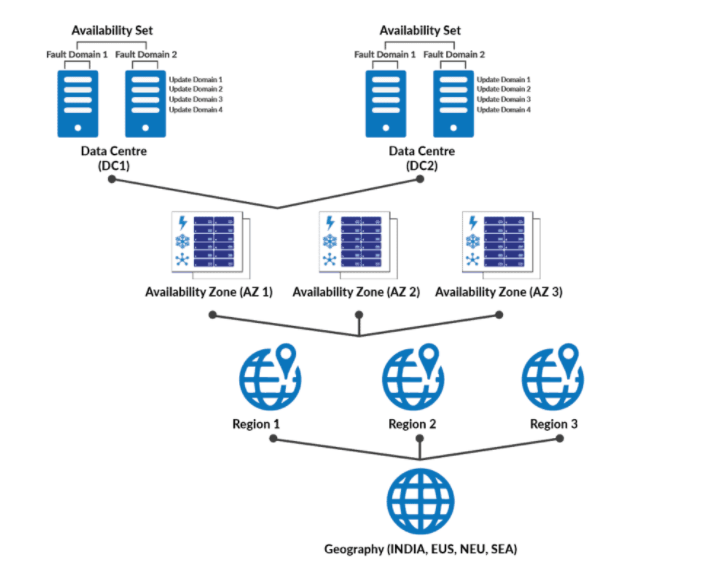 Availability Set
Availability Set
Fault Domain 1 Fault Domain 2
Fault Domain 1 Fault Domain 2
Update Domain 1
Update Domain 2
Update Domain 3
Update Domain 4
Update Domain 1
Update Domain 2
Update Domain 3
Update Domain 4
Data Centre
(DC1)
Data Centre
(DC2)
Availability Zone (AZ 1)
Availability Zone (AZ 2)
Availability Zone (AZ 3)
Region 1
Region 2
Region 3
Geography (INDIA, EUS, NEU, SEA)